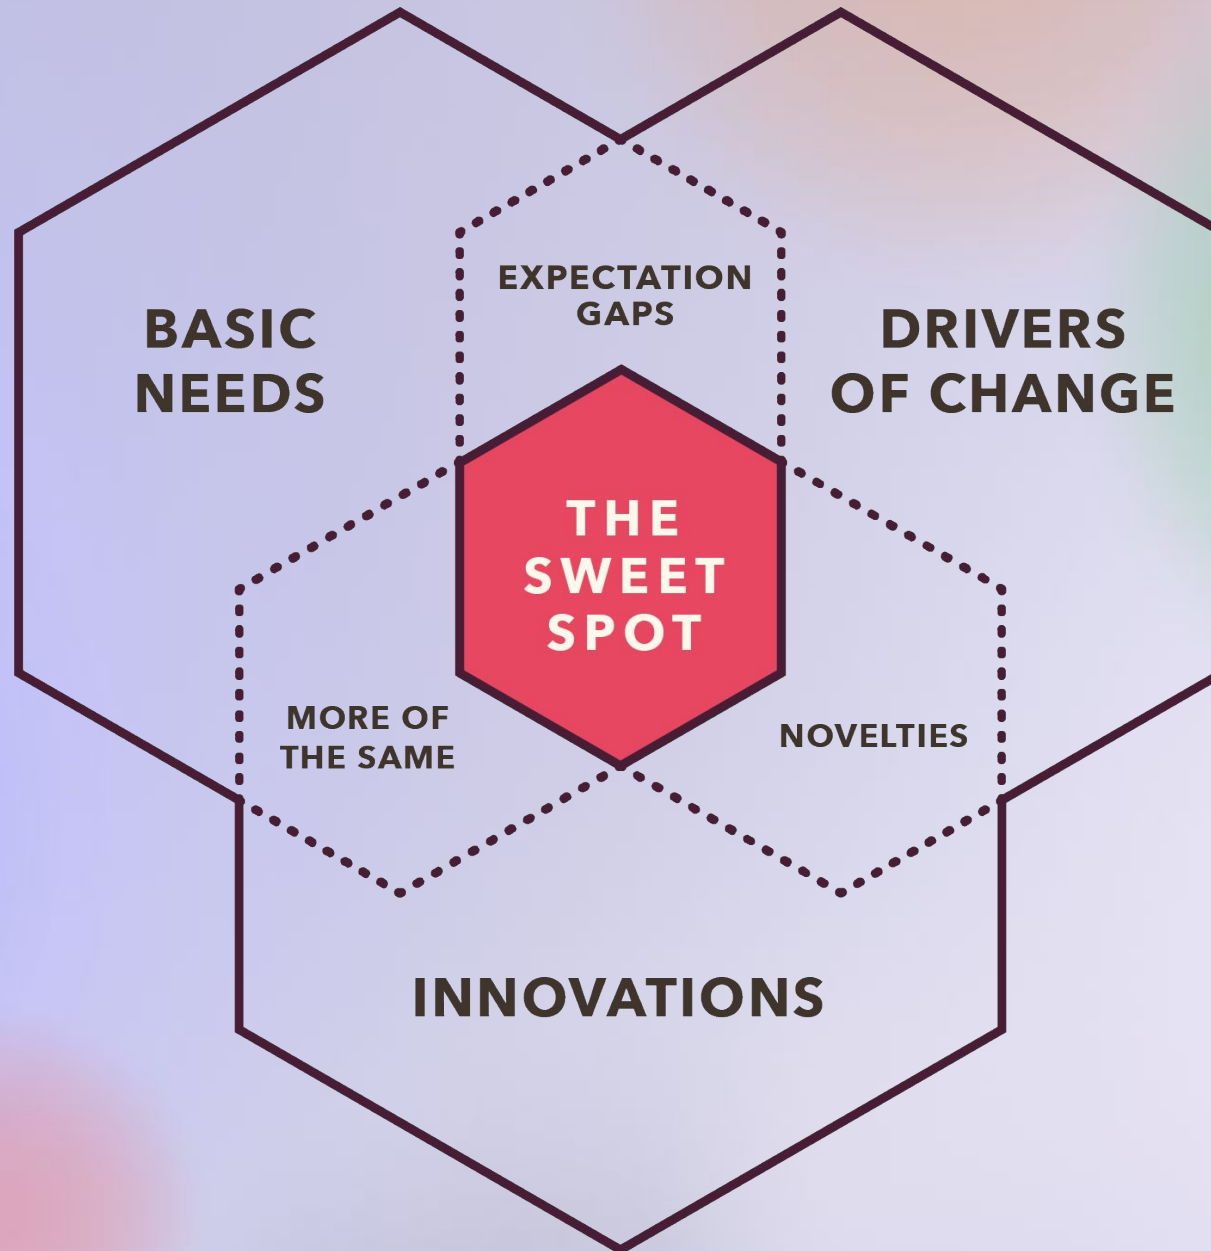 EXPECTATION
GAPS
BASIC
NEEDS
DRIVERS
OF CHANGE
THE
SWEET
SPOT
MORE OF
THE SAME
NOVELTIES
INNOVATIONS